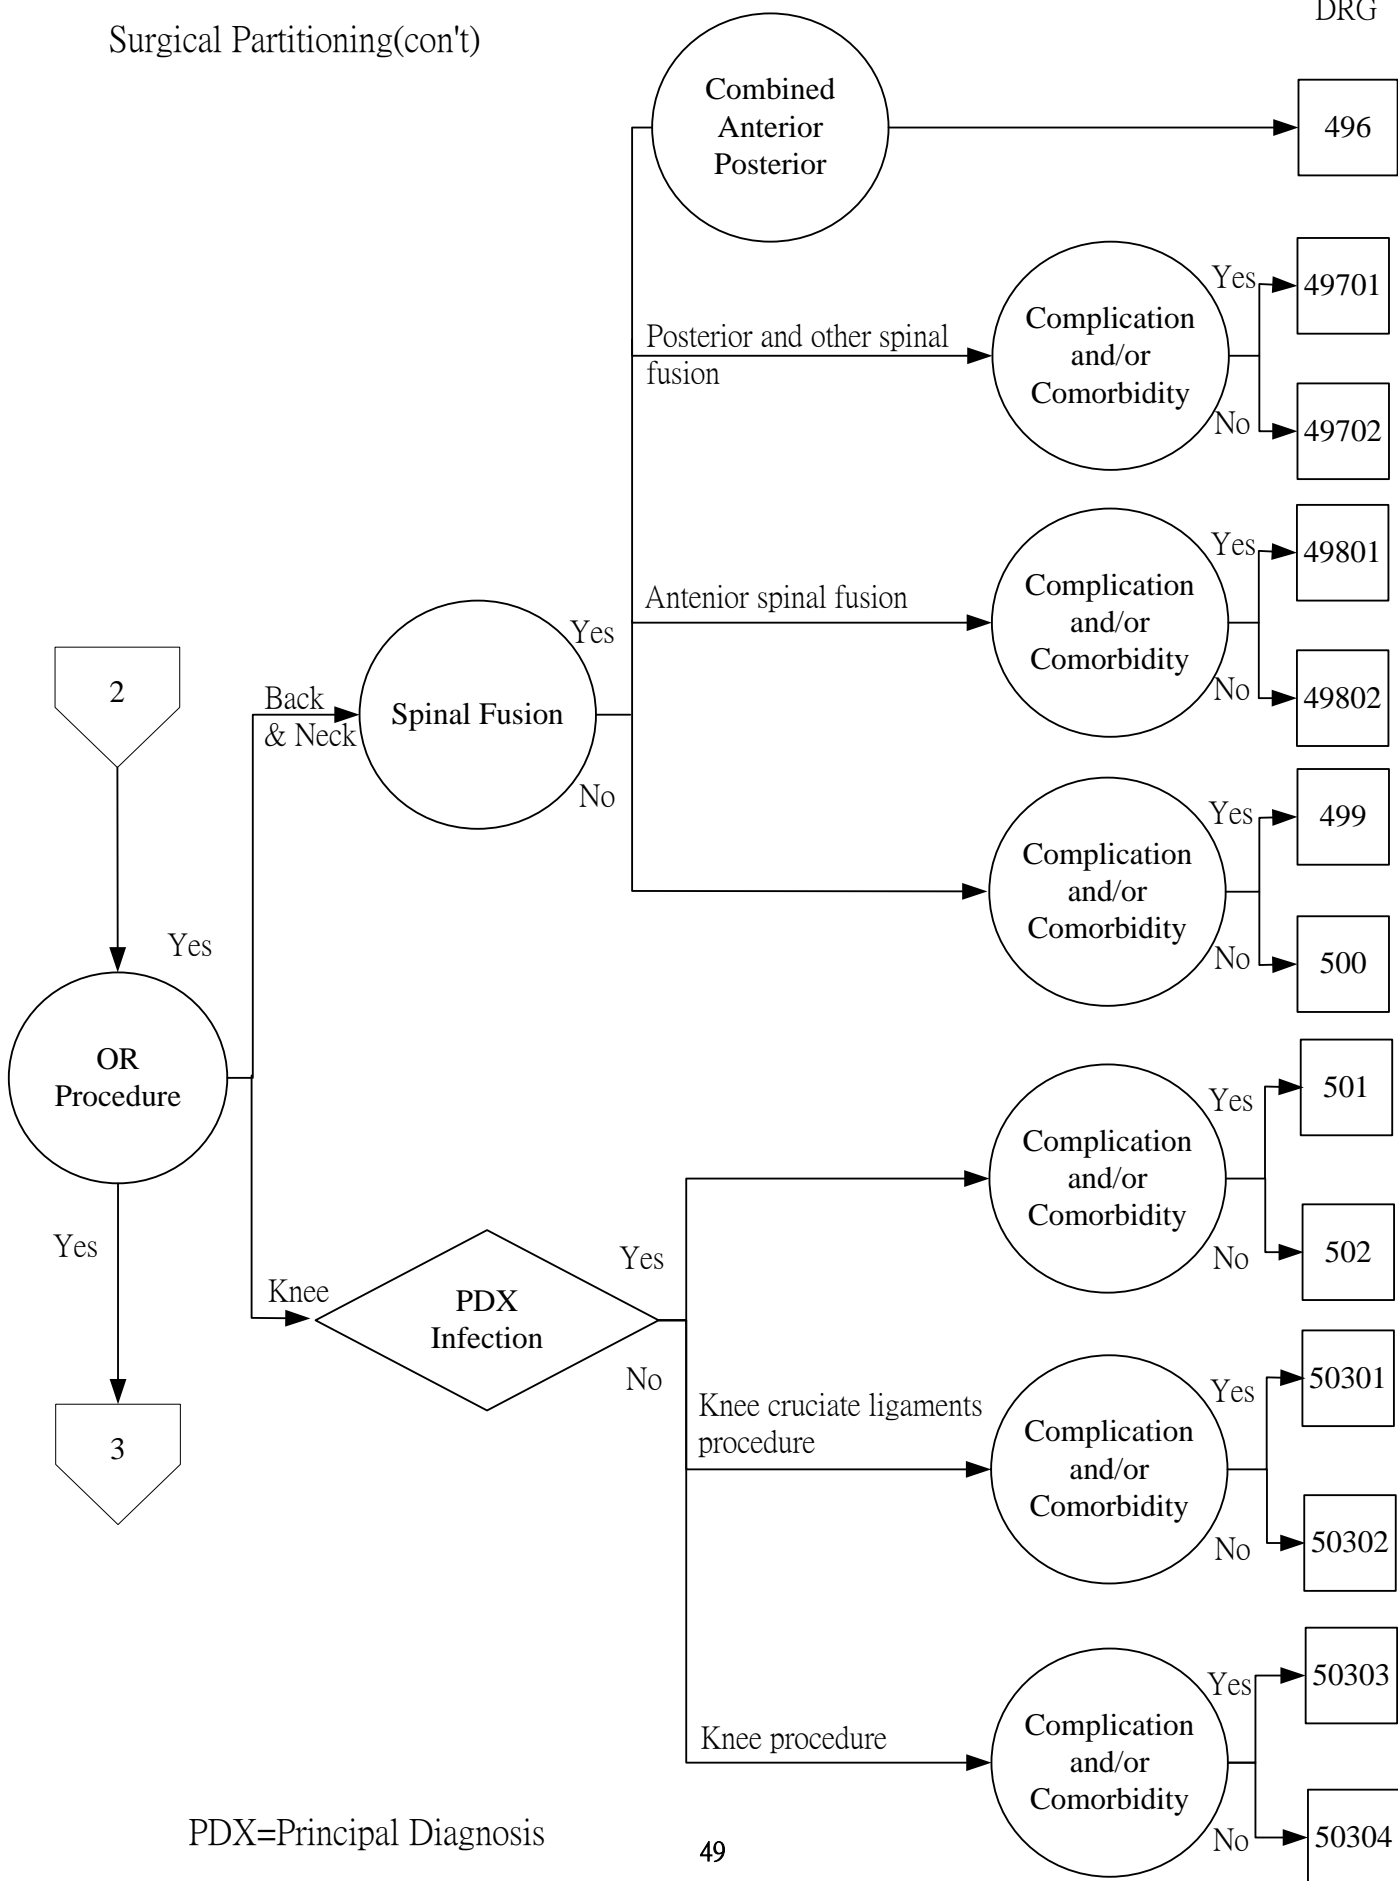 DRG
Surgical Partitioning(con't)
Combined
Anterior
Posterior
496
Posterior and other spinal
fusion
Complication
and/or
Comorbidity
Yes
49701
No
49702
Antenior spinal fusion
Complication
and/or
Comorbidity
Yes
49801
No
49802
2
Back
& Neck
Spinal Fusion
Yes
No
Complication
and/or
Comorbidity
Yes
499
No
500
Yes
OR
Procedure
Yes
3
Knee
PDX
Infection
Yes
No
Complication
and/or
Comorbidity
Yes
501
No
502
Knee cruciate ligaments
procedure
Complication
and/or
Comorbidity
Yes
50301
No
50302
Knee procedure
Complication
and/or
Comorbidity
Yes
50303
No
50304
PDX=Principal Diagnosis
49